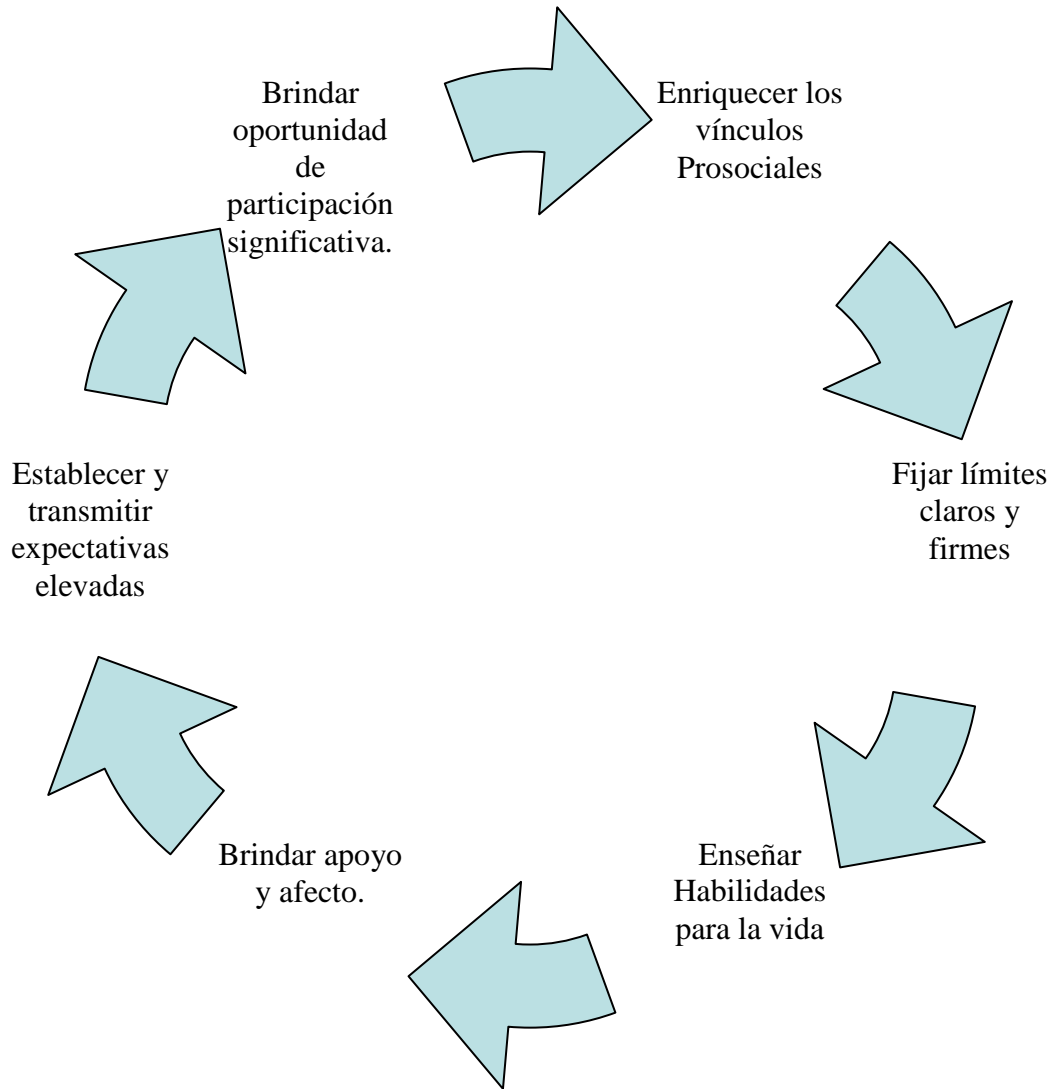 Brindar
oportunidad
de
participación
significativa.
Enriquecer los
vínculos
Prosociales
Fijar límites
claros y
firmes
Enseñar
Habilidades
para la vida
Brindar apoyo
y afecto.
Establecer y
transmitir
expectativas
elevadas